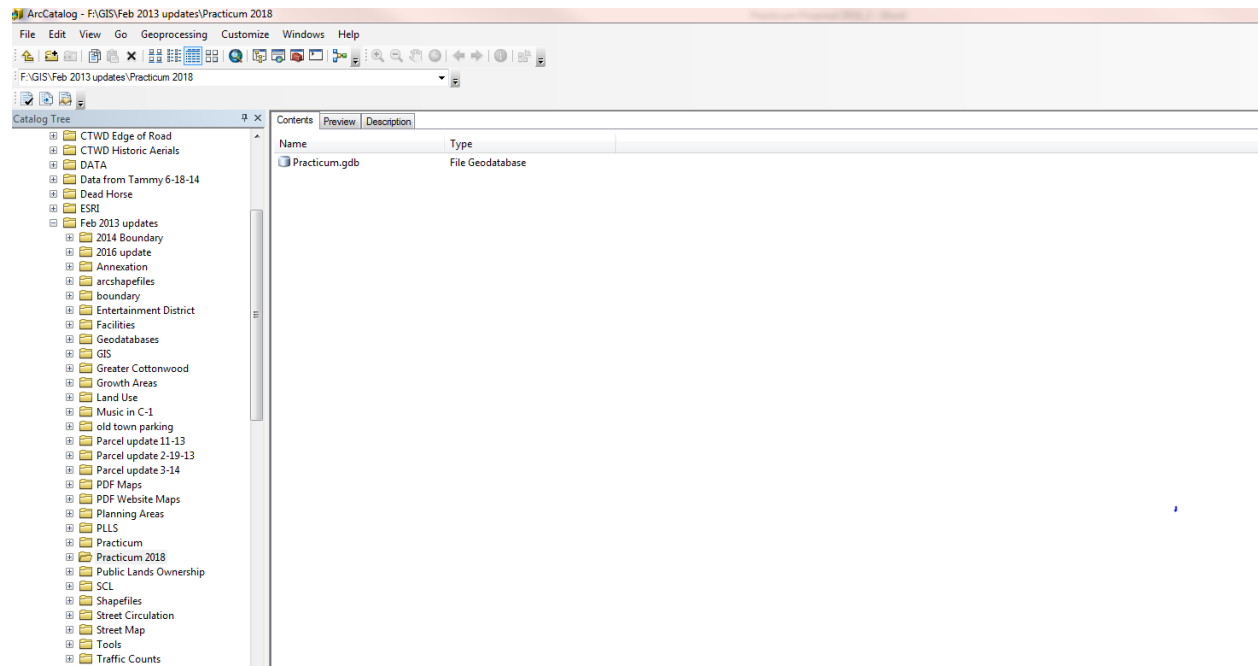 ArcCatalog - F:\GIS\Feb 2013 updates\Practicum 2018
File Edit View Go Geoprocessing Customize Windows Help
F:\GIS\Feb 2013 updates\Practicum 2018
Catalog Tree
CTWD Edge of Road
CTWD Historic Aerials
DATA
Data from Tammy 6-18-14
Dead Horse
ESRI
Feb 2013 updates
2014 Boundary
2016 update
Annexation
arcshapefiles
boundary
Entertainment District
Facilities
Geodatabases
GIS
Greater Cottonwood
Growth Areas
Land Use
Music in C-1
old town parking
Parcel update 11-13
Parcel update 2-19-13
Parcel update 3-14
PDF Maps
PDF Website Maps
Planning Areas
PLLS
Practicum
Practicum 2018
Public Lands Ownership
SCL
Shapefiles
Street Circulation
Street Map
Tools
Traffic Counts
Contents Preview Description
Name Type
Practicum.gdb File Geodatabase